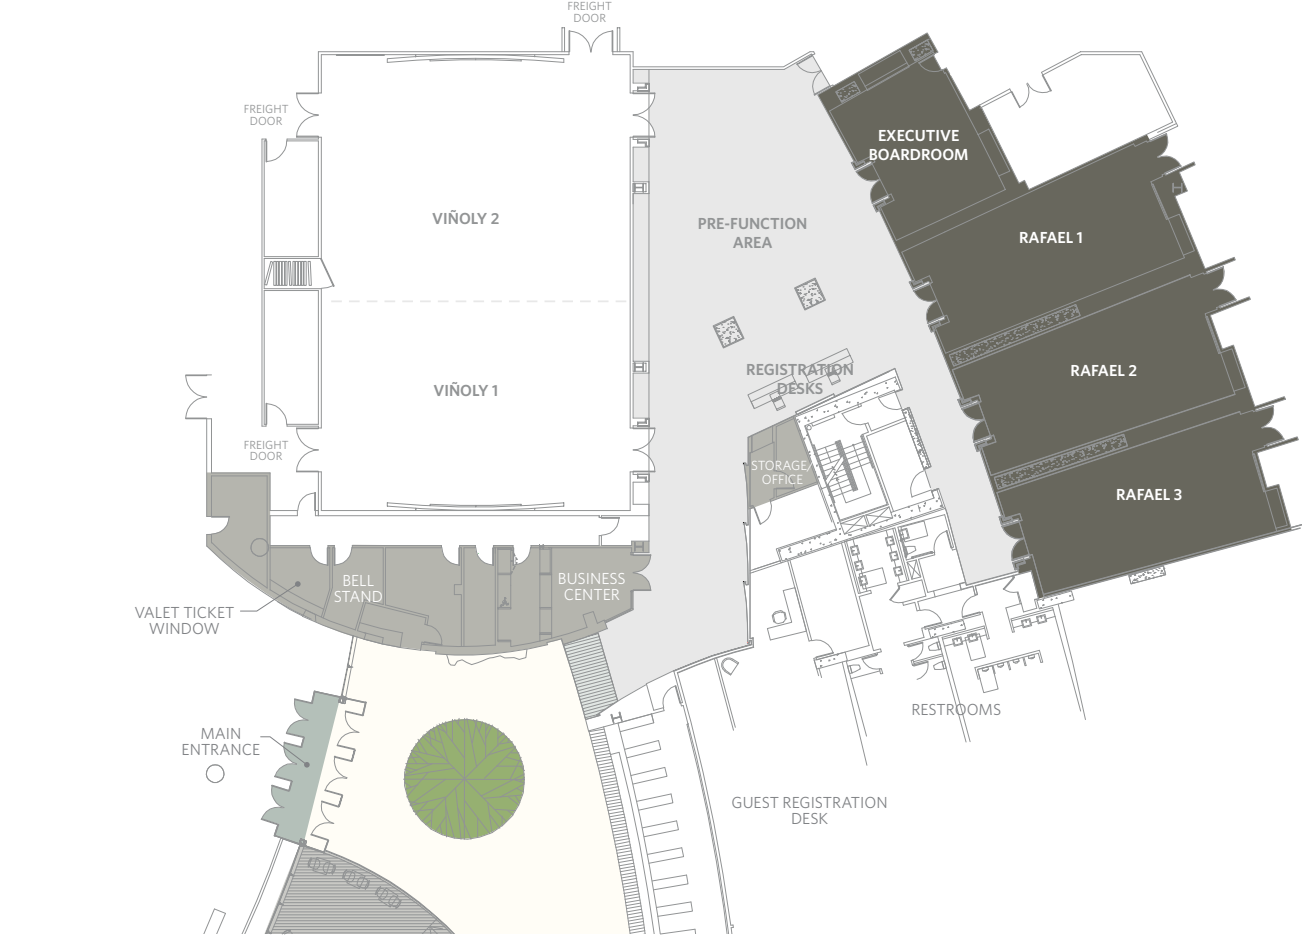 FREIGHT
DOOR
FREIGHT
DOOR
EXECUTIVE
BOARDROOM
VIÑOLY 2
PRE-FUNCTION
AREA
RAFAEL 1
REGISTRATION
DESKS
RAFAEL 2
VIÑOLY 1
FREIGHT
DOOR
STORAGE/
OFFICE
RAFAEL 3
BELL
STAND
BUSINESS
CENTER
VALET TICKET
WINDOW
RESTROOMS
MAIN
ENTRANCE
GUEST REGISTRATION
DESK